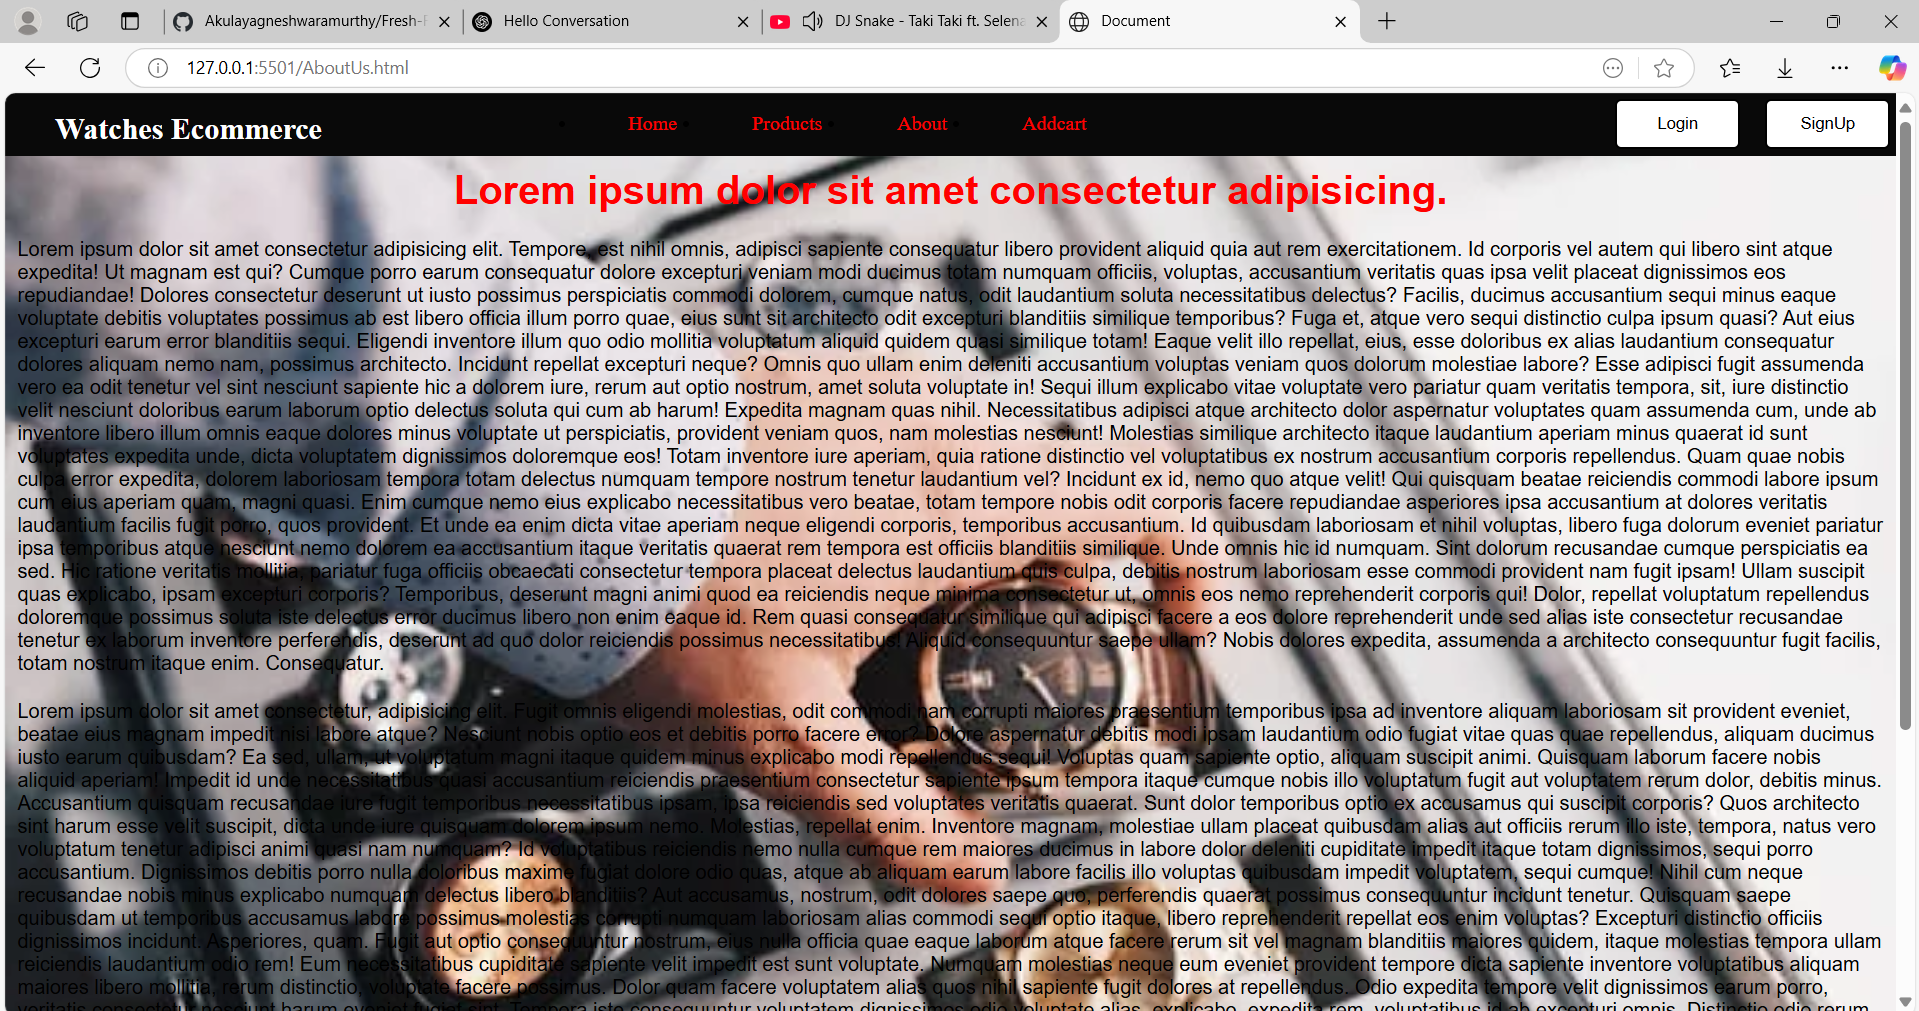 Akulayagneshwaramurthy/Fresh-F
Hello Conversation
DJ Snake - Taki Taki ft. Selena
Document
127.0.0.1:5501/AboutUs.html
Watches Ecommerce
Home
Products
About
Addcart
Login
SignUp
Lorem ipsum dolor sit amet consectetur adipisicing.
Lorem ipsum dolor sit amet consectetur adipisicing elit. Tempore, est nihil omnis, adipisci sapiente consequatur libero provident aliquid quia aut rem exercitationem. Id corporis vel autem qui libero sint atque
expedita! Ut magnam est qui? Cumque porro earum consequatur dolore excepturi veniam modi ducimus totam numquam officiis, voluptas, accusantium veritatis quas ipsa velit placeat dignissimos eos
repudiandae! Dolores consectetur deserunt ut iusto possimus perspiciatis commodi dolorem, cumque natus, odit laudantium soluta necessitatibus delectus? Facilis, ducimus accusantium sequi minus eaque
voluptate debitis voluptates possimus ab est libero officia illum porro quae, eius sunt sit architecto odit excepturi blanditiis similique temporibus? Fuga et, atque vero sequi distinctio culpa ipsum quasi? Aut eius
excepturi earum error blanditiis sequi. Eligendi inventore illum quo odio mollitia voluptatum aliquid quidem quasi similique totam! Eaque velit illo repellat, eius, esse doloribus ex alias laudantium consequatur
dolores aliquam nemo nam, possimus architecto. Incidunt repellat excepturi neque? Omnis quo ullam enim deleniti accusantium voluptas veniam quos dolorum molestiae labore? Esse adipisci fugit assumenda
vero ea odit tenetur vel sint nesciunt sapiente hic a dolorem iure, rerum aut optio nostrum, amet soluta voluptate in! Sequi illum explicabo vitae voluptate vero pariatur quam veritatis tempora, sit, iure distinctio
velit nesciunt doloribus earum laborum optio delectus soluta qui cum ab harum! Expedita magnam quas nihil. Necessitatibus adipisci atque architecto dolor aspernatur voluptates quam assumenda cum, unde ab
inventore libero illum omnis eaque dolores minus voluptate ut perspiciatis, provident veniam quos, nam molestias nesciunt! Molestias similique architecto itaque laudantium aperiam minus quaerat id sunt
voluptates expedita unde, dicta voluptatem dignissimos doloremque eos! Totam inventore iure aperiam, quia ratione distinctio vel voluptatibus ex nostrum accusantium corporis repellendus. Quam quae nobis
culpa error expedita, dolorem laboriosam tempora totam delectus numquam tempore nostrum tenetur laudantium vel? Incidunt ex id, nemo quo atque velit! Qui quisquam beatae reiciendis commodi labore ipsum
cum eius aperiam quam, magni quasi. Enim cumque nemo eius explicabo necessitatibus vero beatae, totam tempore nobis odit corporis facere repudiandae asperiores ipsa accusantium at dolores veritatis
laudantium facilis fugit porro, quos provident. Et unde ea enim dicta vitae aperiam neque eligendi corporis, temporibus accusantium. Id quibusdam laboriosam et nihil voluptas, libero fuga dolorum eveniet pariatur
ipsa temporibus atque nesciunt nemo dolorem ea accusantium itaque veritatis quaerat rem tempora est officiis blanditiis similique. Unde omnis hic id numquam. Sint dolorum recusandae cumque perspiciatis ea
sed. Hic ratione veritatis mollitia, pariatur fuga officiis obcaecati consectetur tempora placeat delectus laudantium quis culpa, debitis nostrum laboriosam esse commodi provident nam fugit ipsam! Ullam suscipit
quas explicabo, ipsam excepturi corporis? Temporibus, deserunt magni animi quod ea reiciendis neque minima consectetur ut, omnis eos nemo reprehenderit corporis qui! Dolor, repellat voluptatum repellendus
doloremque possimus soluta iste delectus error ducimus libero non enim eaque id. Rem quasi consequatur similique qui adipisci facere a eos dolore reprehenderit unde sed alias iste consectetur recusandae
tenetur ex laborum inventore perferendis, deserunt ad quo dolor reiciendis possimus necessitatibus! Aliquid consequuntur saepe ullam? Nobis dolores expedita, assumenda a architecto consequuntur fugit facilis,
totam nostrum itaque enim. Consequatur.
Lorem ipsum dolor sit amet consectetur, adipisicing elit. Fugit omnis eligendi molestias, odit commodi nam corrupti maiores praesentium temporibus ipsa ad inventore aliquam laboriosam sit provident eveniet,
beatae eius magnam impedit nisi labore atque? Nesciunt nobis optio eos et debitis porro facere error? Dolore aspernatur debitis modi ipsam laudantium odio fugiat vitae quas quae repellendus, aliquam ducimus
iusto earum quibusdam? Ea sed, ullam, ut voluptatum magni itaque quidem minus explicabo modi repellendus sequi! Voluptas quam sapiente optio, aliquam suscipit animi. Quisquam laborum facere nobis
aliquid aperiam! Impedit id unde necessitatibus quasi accusantium reiciendis praesentium consectetur sapiente ipsum tempora itaque cumque nobis illo voluptatum fugit aut voluptatem rerum dolor, debitis minus.
Accusantium quisquam recusandae iure fugit temporibus necessitatibus ipsam, ipsa reiciendis sed voluptates veritatis quaerat. Sunt dolor temporibus optio ex accusamus qui suscipit corporis? Quos architecto
sint harum esse velit suscipit, dicta unde iure quisquam dolorem ipsum nemo. Molestias, repellat enim. Inventore magnam, molestiae ullam placeat quibusdam alias aut officiis rerum illo iste, tempora, natus vero
voluptatum tenetur adipisci animi quasi nam numquam? Id voluptatibus reiciendis nemo nulla cumque rem maiores ducimus in labore dolor deleniti cupiditate impedit itaque totam dignissimos, sequi porro
accusantium. Dignissimos debitis porro nulla doloribus maxime fugiat dolore odio quas, atque ab aliquam earum labore facilis illo voluptas quibusdam impedit voluptatem, sequi cumque! Nihil cum neque
recusandae nobis minus explicabo numquam delectus libero blanditiis? Aut accusamus, nostrum, odit dolores saepe quo, perferendis quaerat possimus consequuntur incidunt tenetur. Quisquam saepe
quibusdam ut temporibus accusamus labore possimus molestias corrupti numquam laboriosam alias commodi sequi optio itaque, libero reprehenderit repellat eos enim voluptas? Excepturi distinctio officiis
dignissimos incidunt. Asperiores, quam. Fugit aut optio consequuntur nostrum, eius nulla officia quae eaque laborum atque facere rerum sit vel magnam blanditiis maiores quidem, itaque molestias tempora ullam
reiciendis laudantium odio rem! Eum necessitatibus cupiditate sapiente velit impedit est sunt voluptate. Numquam molestias neque eum eveniet provident tempore dicta sapiente inventore voluptatibus aliquam
maiores libero mollitia, rerum distinctio, voluptate facere possimus. Dolor quam facere voluptatem alias quos nihil sapiente fugit dolores at repellendus. Odio expedita tempore velit dignissimos earum porro,